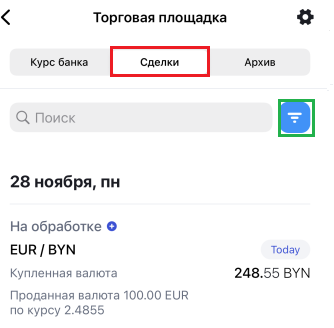 Торговая площадка
Курс банка Сделки Архив
Поиск
28 ноября, пн
На обработке
EUR / BYN Today
Купленная валюта 248.55 BYN
Проданная валюта 100.00 EUR
по курсу 2.4855